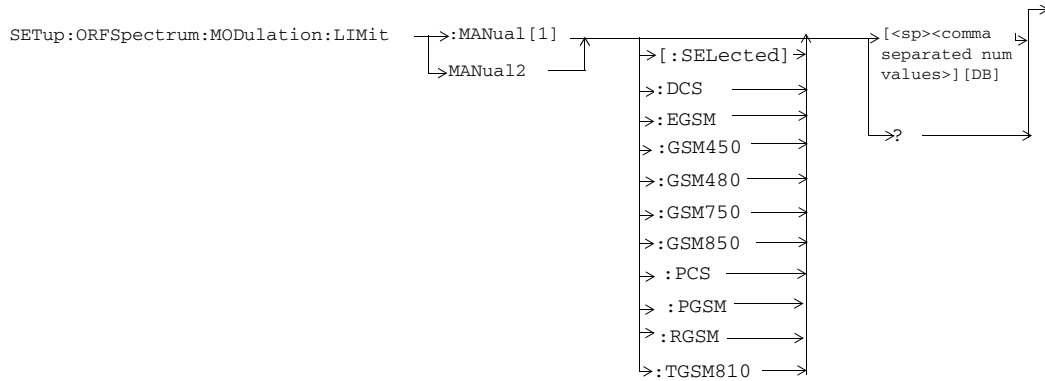 SETup:ORFSpectrum:MODulation:LIMit
:MANual[1]
MANual2
[:SELected]
:DCS
:EGSM
:GSM450
:GSM480
:GSM750
:GSM850
:PCS
:PGSM
:RGSM
:TGSM810
[<sp><comma
separated num
values>][DB]
?